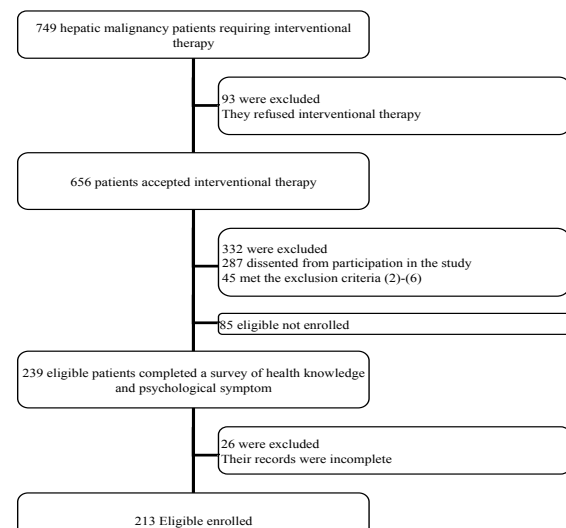 749 hepatic malignancy patients requiring interventional
therapy
93 were excluded
They refused interventional therapy
656 patients accepted interventional therapy
332 were excluded
287 dissented from participation in the study
45 met the exclusion criteria (2)-(6)
85 eligible not enrolled
239 eligible patients completed a survey of health knowledge
and psychological symptom
26 were excluded
Their records were incomplete
213 Eligible enrolled